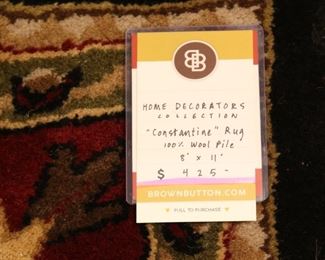 BB
HOME DECORATORS
COLLECTION
"Constantine" Rug
100% Wool Pile
8' x 11'
$ 425-
BROWNBUTTON.COM
PULL TO PURCHASE